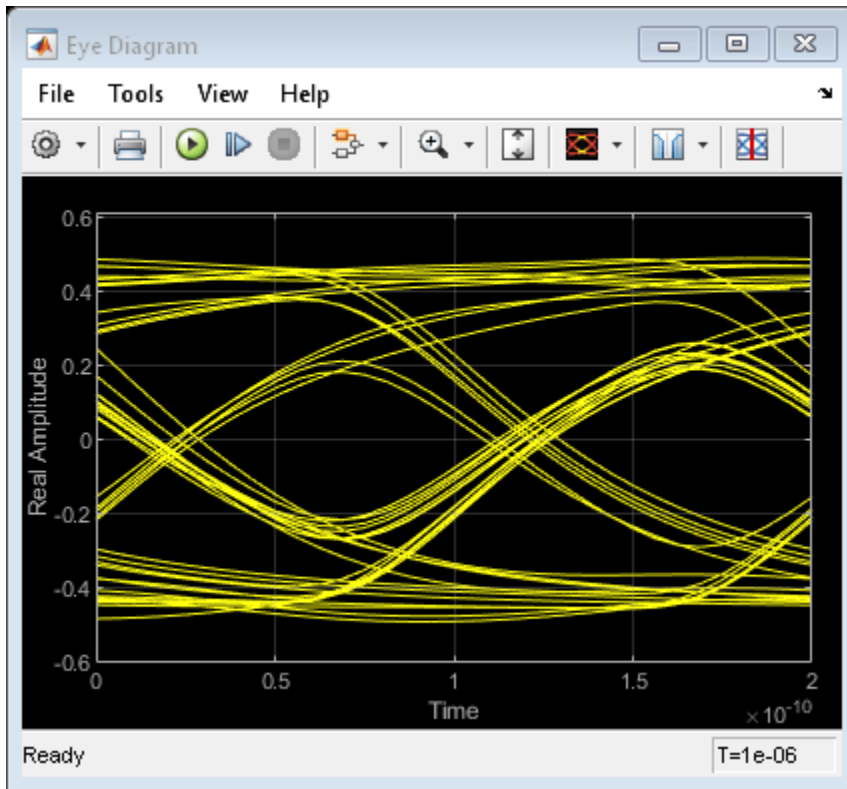 Eye Diagram
File Tools View Help
0.6
0.4
0.2
0
-0.2
-0.4
-0.6
Real Amplitude
0 0.5 1 1.5 2
Time
×10-10
Ready T=1e-06